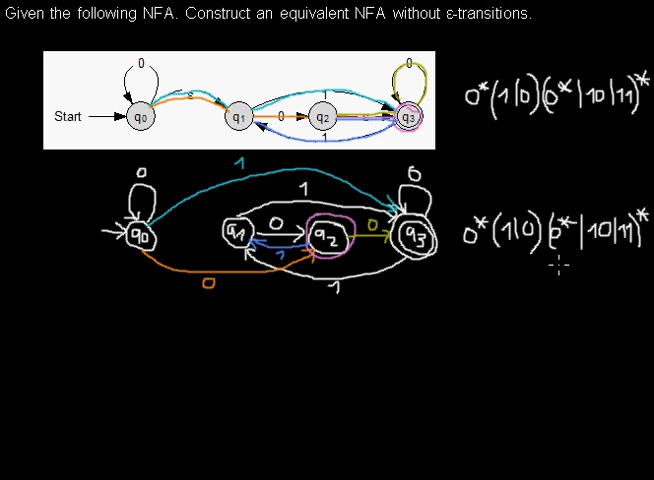 Given the following NFA. Construct an equivalent NFA without ε-transitions.
0 ε 1 0
Start q0 q1 0 q2 ε q3 0*(1|0)(0*|10|11)*
1
0 1 1 0
q0 q1 0 q2 0 q3 0*(1|0)(0*|10|11)*
1
0 1